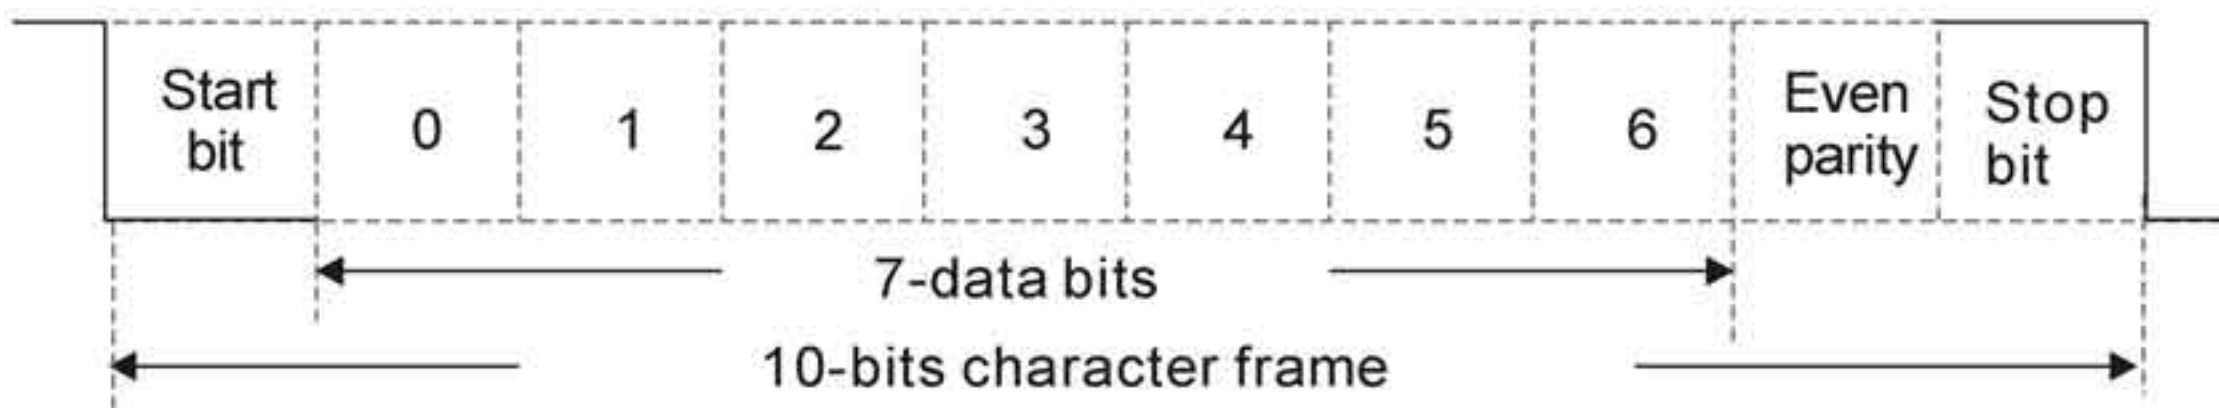 Start
bit
0
1
2
3
4
5
6
Even
parity
Stop
bit
7-data bits
10-bits character frame